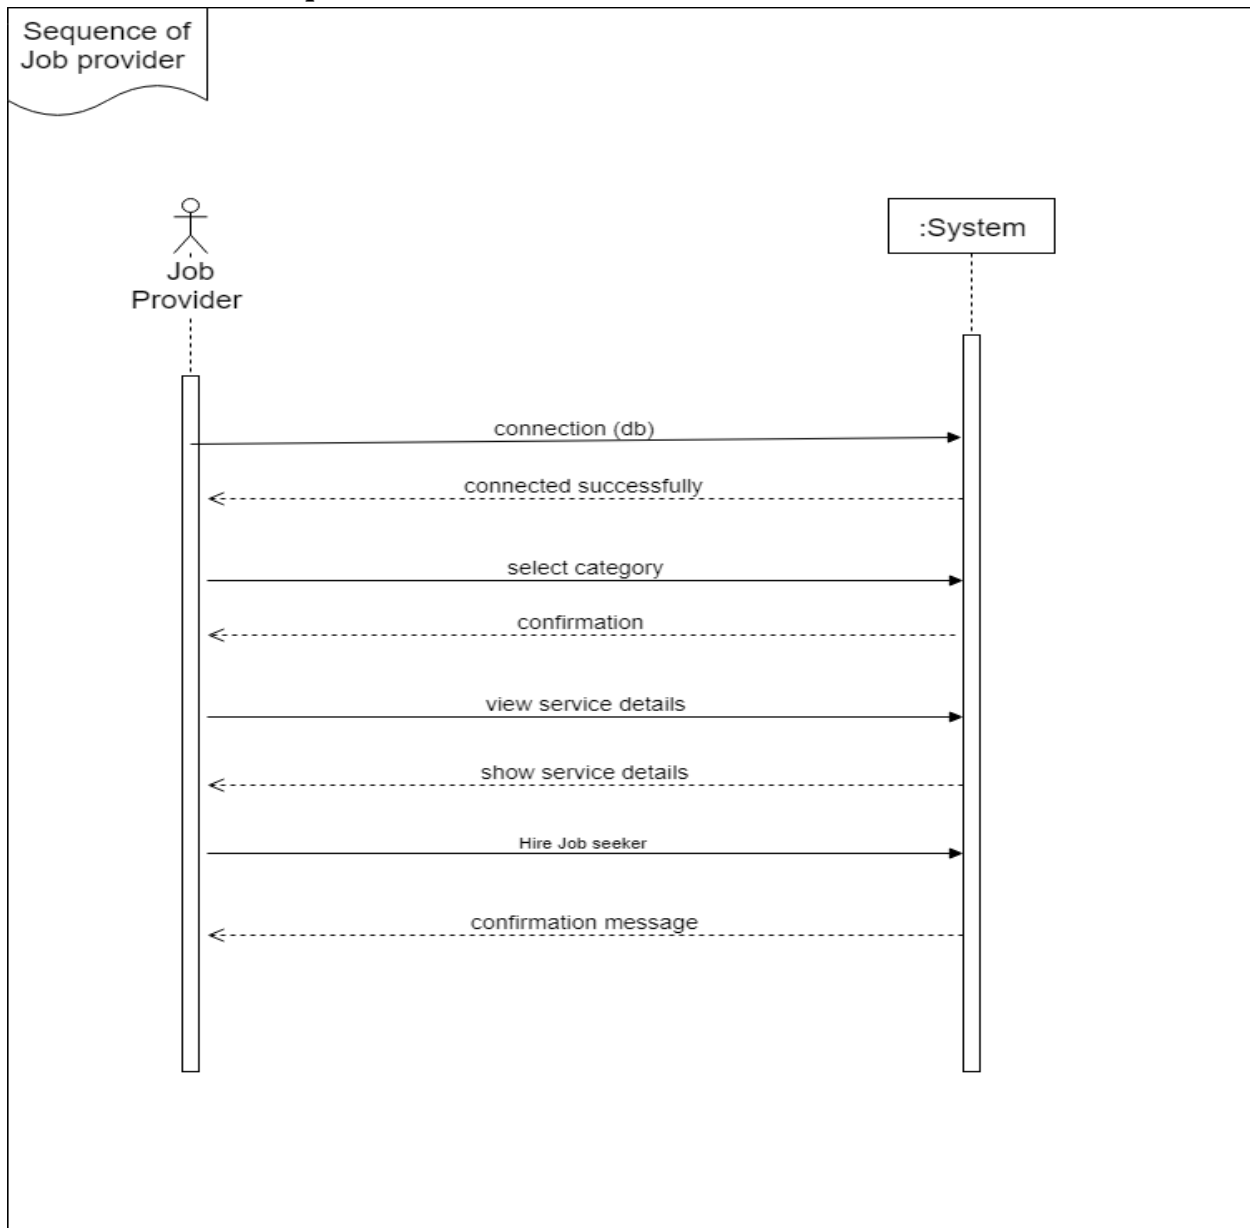 Sequence of
Job provider
:System
Job
Provider
connection (db)
connected successfully
select category
confirmation
view service details
show service details
Hire Job seeker
confirmation message